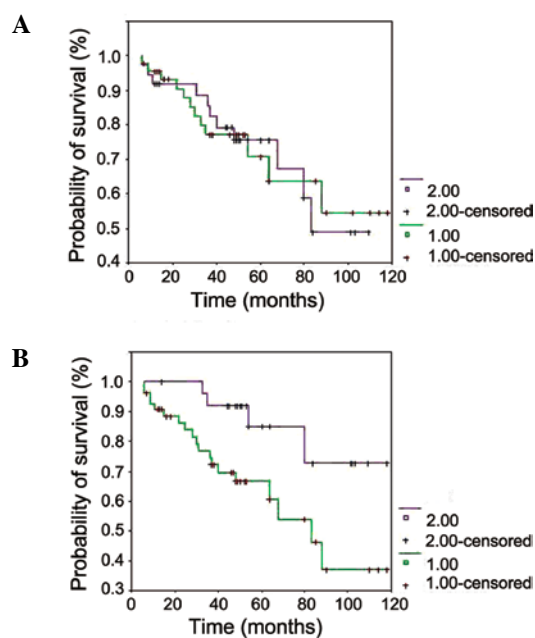 A
Probability of survival (%)
1.0
0.9
0.8
0.7
0.6
0.5
0.4
0 20 40 60 80 100 120
Time (months)
2.00
2.00-censored
1.00
1.00-censored
B
Probability of survival (%)
1.1
1.0
0.9
0.8
0.7
0.6
0.5
0.4
0.3
0 20 40 60 80 100 120
Time (months)
2.00
2.00-censored
1.00
1.00-censored